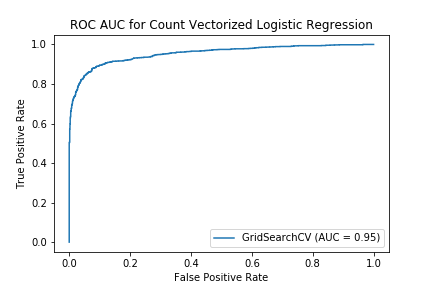 ROC AUC for Count Vectorized Logistic Regression
1.0
0.8
0.6
0.4
0.2
0.0
True Positive Rate
GridSearchCV (AUC = 0.95)
0.0 0.2 0.4 0.6 0.8 1.0
False Positive Rate